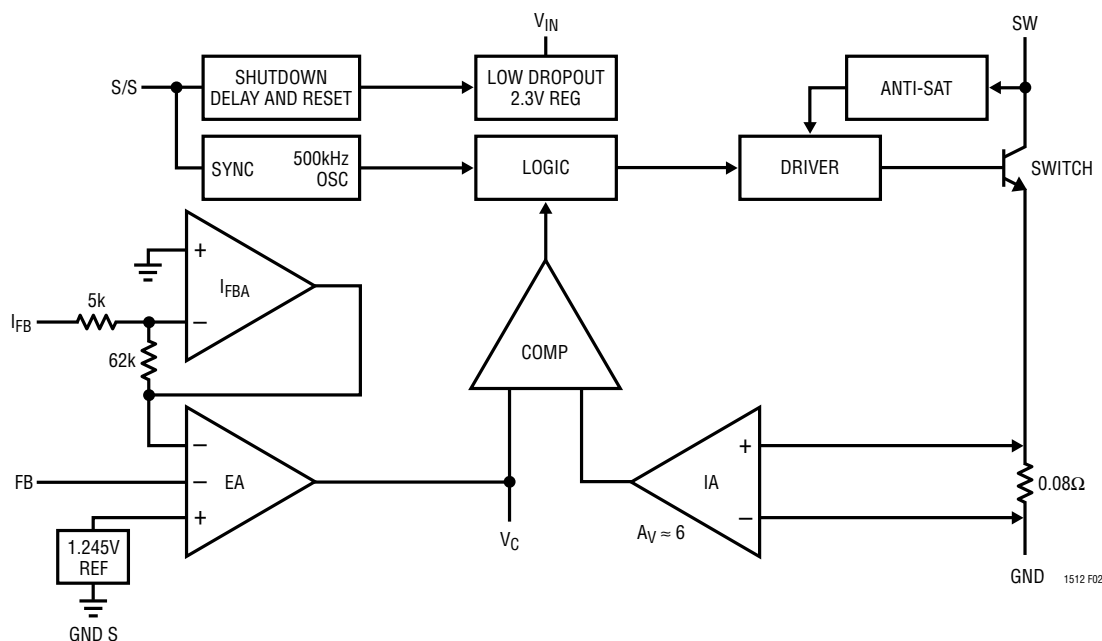 V_IN
SW
S/S
SHUTDOWN
DELAY AND RESET
LOW DROPOUT
2.3V REG
ANTI-SAT
SYNC
500kHz
OSC
LOGIC
DRIVER
SWITCH
+
I_FBA
−
5k
I_FB
62k
COMP
−
FB
−
EA
+
+
IA
−
A_V ≈ 6
0.08Ω
1.245V
REF
V_C
GND
1512 F02
GND S